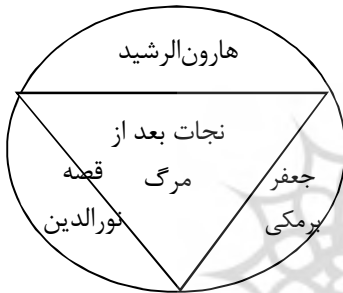 هارون‌الرشید
نجات بعد از
مرگ
جعفر
برمکی
قصه
نورالدین